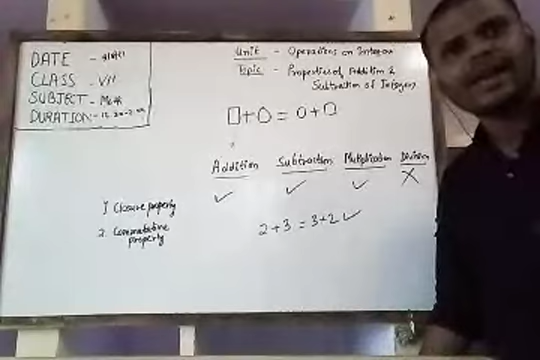 DATE -
CLASS - VII
SUBJECT - Math
DURATION -
Unit - Operations on Integers
Topic - Properties of Addition &
Subtraction of Integers
□+○ = ○+□
Addition Subtraction Multiplication Division
1. Closure property ✓ ✓ ✓ X
2. Commutative
property
2+3 = 3+2 ✓